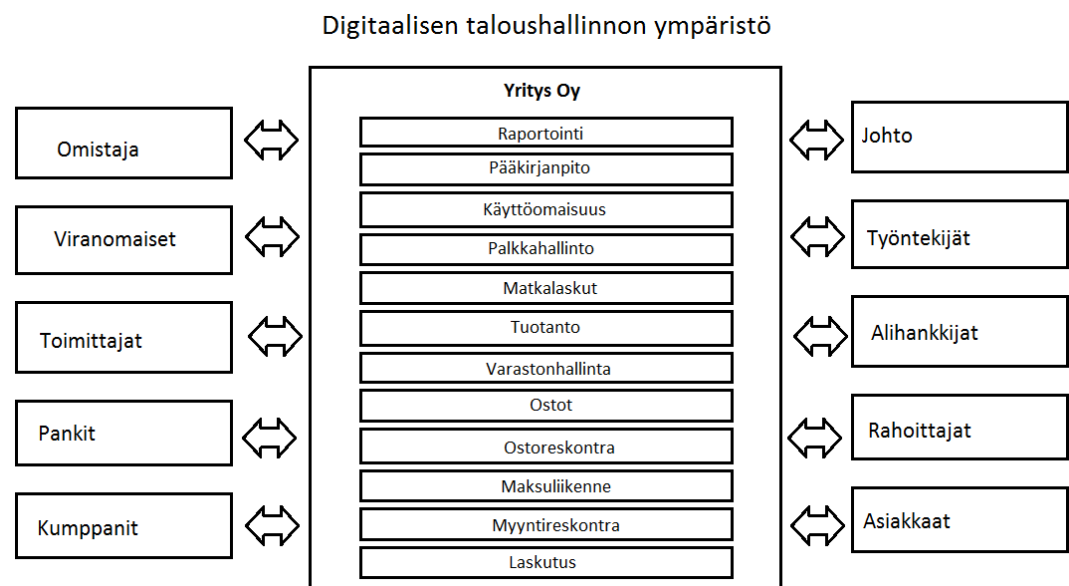 Digitaalisen taloushallinnon ympäristö
Yritys Oy
Omistaja
Viranomaiset
Toimittajat
Pankit
Kumppanit
Raportointi
Pääkirjanpito
Käyttöomaisuus
Palkkahallinto
Matkalaskut
Tuotanto
Varastonhallinta
Ostot
Ostoreskontra
Maksuliikenne
Myyntireskontra
Laskutus
Johto
Työntekijät
Alihankkijat
Rahoittajat
Asiakkaat